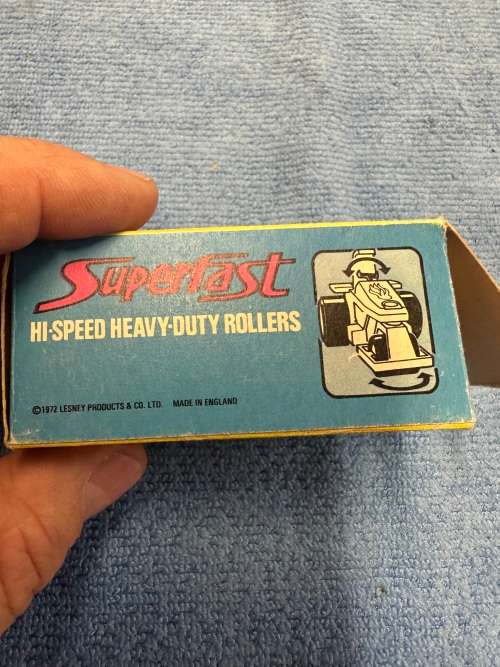 Superfast
HI-SPEED HEAVY-DUTY ROLLERS
©1972 LESNEY PRODUCTS & CO. LTD. MADE IN ENGLAND